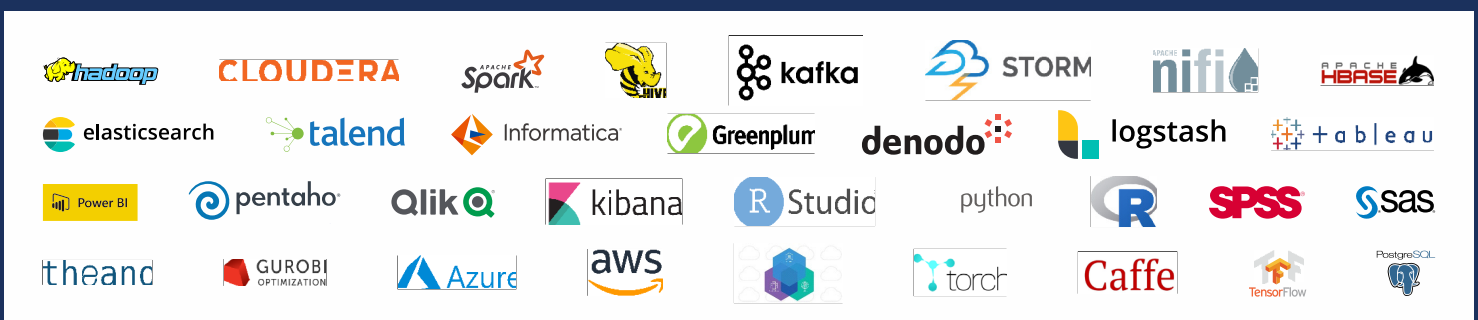 hadoop CLOUDERA APACHE Spark HIVE kafka STORM APACHE nifi APACHE HBASE
elasticsearch talend Informatica Greenplum denodo logstash tableau
Power BI pentaho Qlik kibana R Studio python R SPSS sas
theano GUROBI OPTIMIZATION Azure aws torch Caffe TensorFlow PostgreSQL